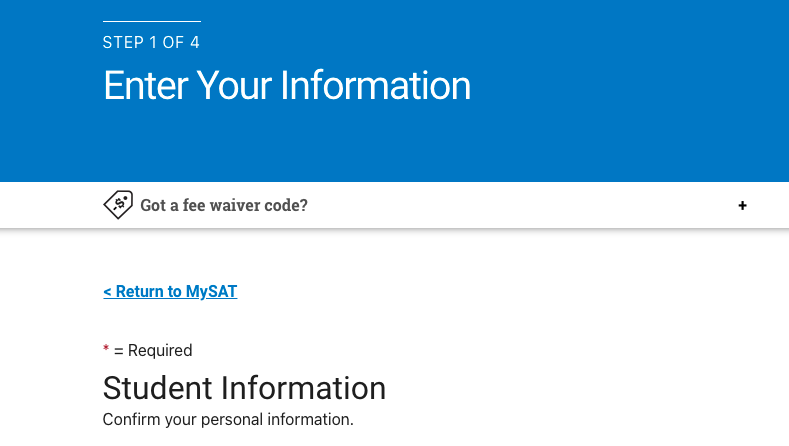 STEP 1 OF 4
Enter Your Information
Got a fee waiver code? +
< Return to MySAT
* = Required
Student Information
Confirm your personal information.